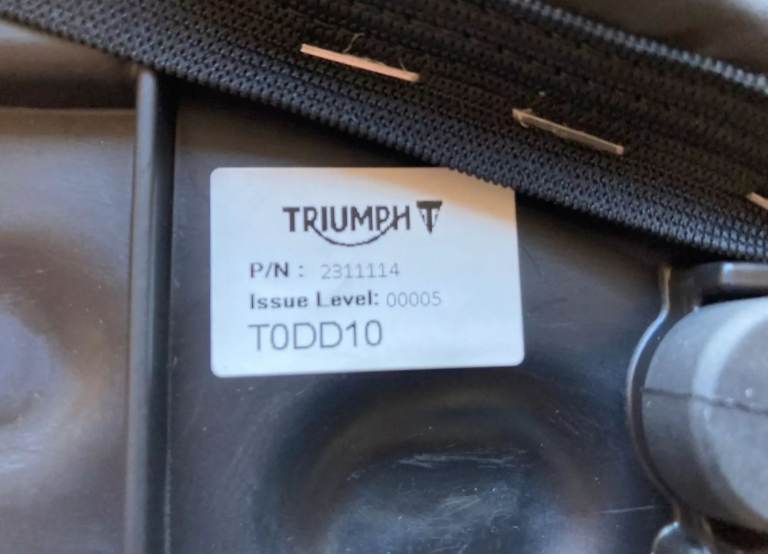 TRIUMPH T
P/N : 2311114
Issue Level: 00005
T0DD10